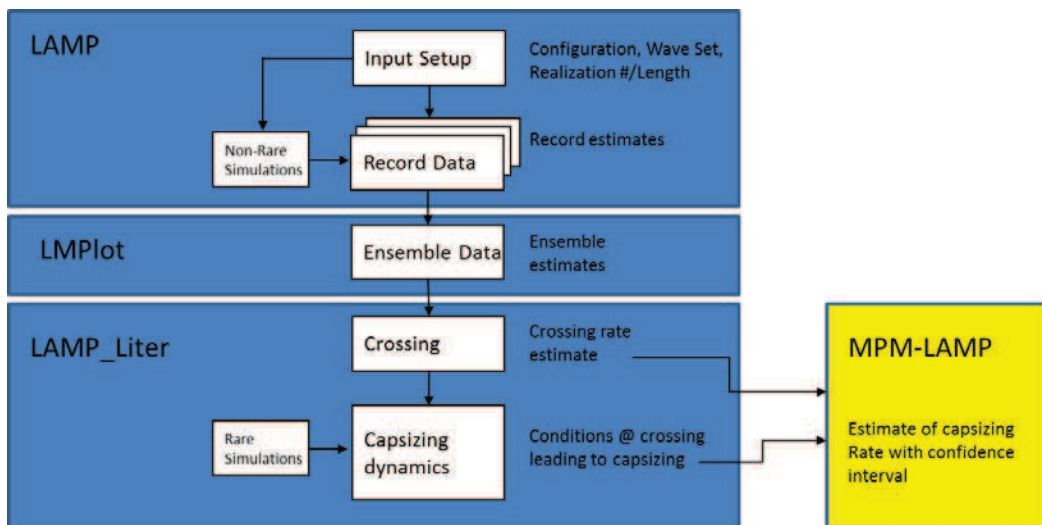 LAMP
Input Setup
Configuration, Wave Set,
Realization #/Length
Non-Rare
Simulations
Record Data
Record estimates
LMPlot
Ensemble Data
Ensemble
estimates
LAMP_Liter
Crossing
Crossing rate
estimate
Rare
Simulations
Capsizing
dynamics
Conditions @ crossing
leading to capsizing
MPM-LAMP
Estimate of capsizing
Rate with confidence
interval